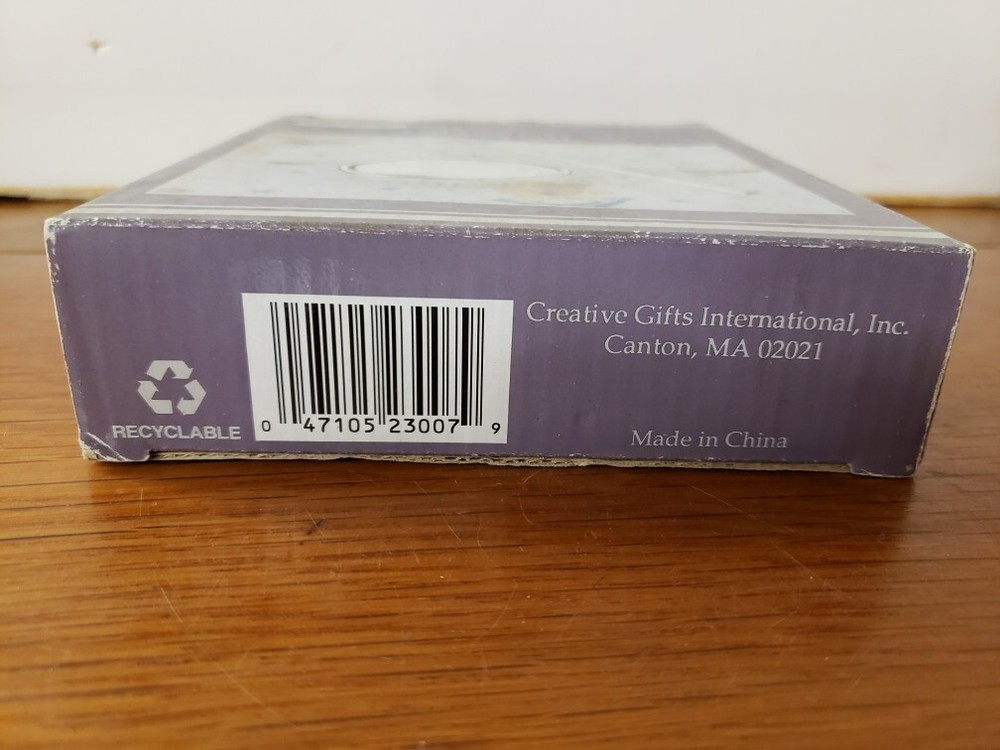 RECYCLABLE
0 47105 23007 9
Creative Gifts International, Inc.
Canton, MA 02021
Made in China